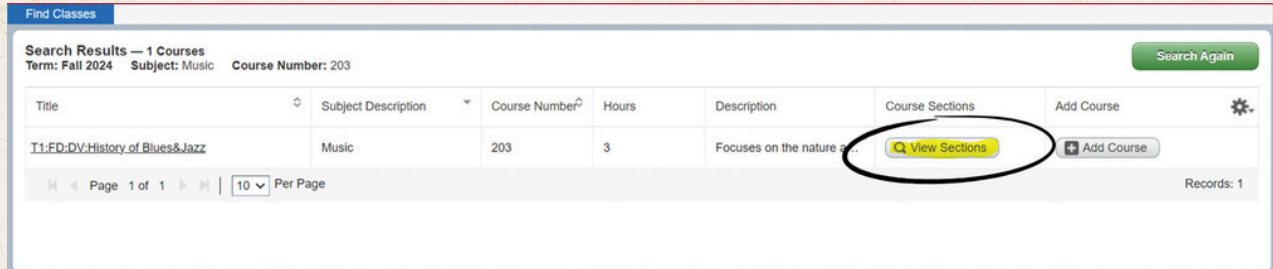 Find Classes
Search Results — 1 Courses
Term: Fall 2024 Subject: Music Course Number: 203
Search Again
Title Subject Description Course Number Hours Description Course Sections Add Course
T1:FD:DV:History of Blues&Jazz Music 203 3 Focuses on the nature a... View Sections Add Course
Page 1 of 1 10 Per Page Records: 1